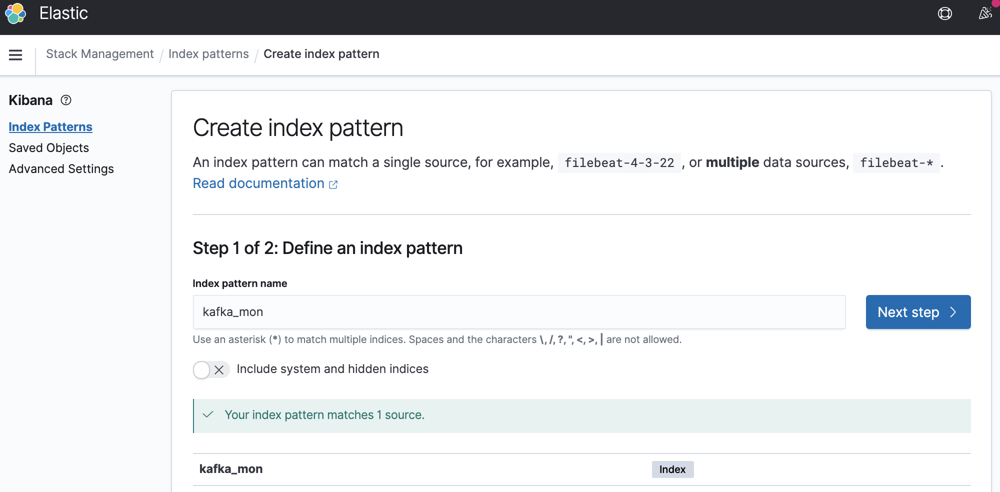 Elastic
Stack Management / Index patterns / Create index pattern
Kibana
Index Patterns
Saved Objects
Advanced Settings
Create index pattern
An index pattern can match a single source, for example, filebeat-4-3-22 , or multiple data sources, filebeat-* .
Read documentation
Step 1 of 2: Define an index pattern
Index pattern name
kafka_mon
Next step
Use an asterisk (*) to match multiple indices. Spaces and the characters \, /, ?, ", <, >, | are not allowed.
Include system and hidden indices
Your index pattern matches 1 source.
kafka_mon Index